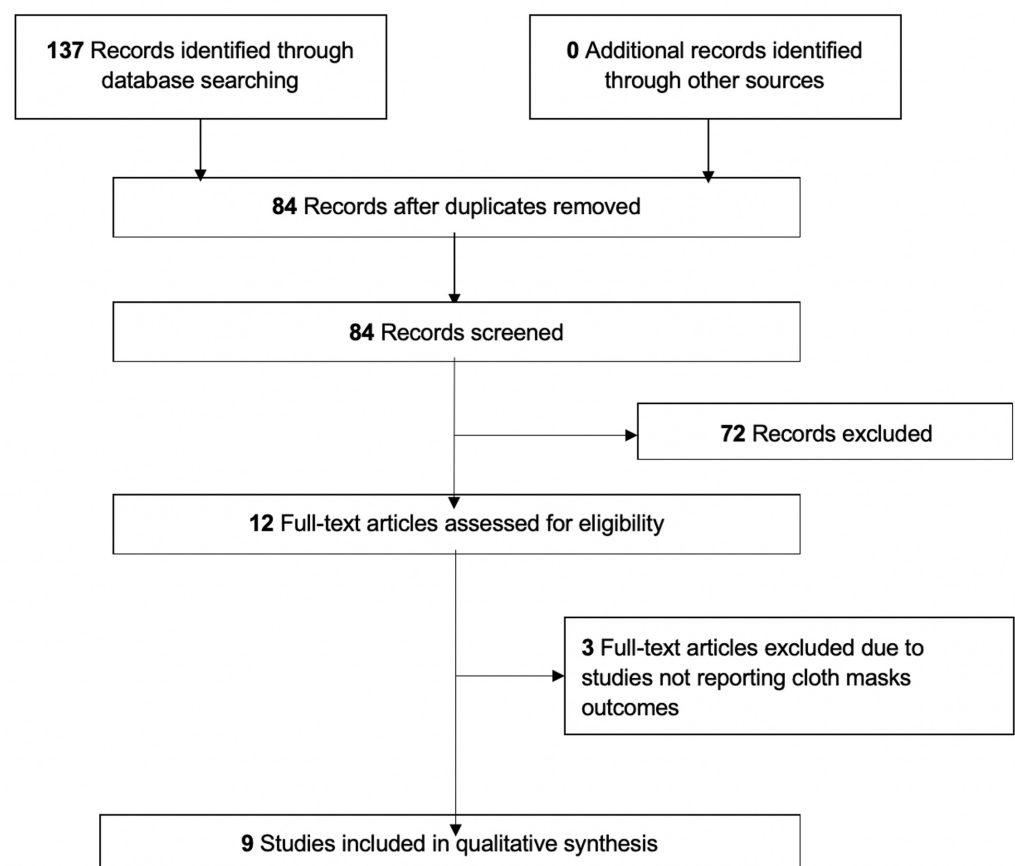 137 Records identified through
database searching
0 Additional records identified
through other sources
84 Records after duplicates removed
84 Records screened
72 Records excluded
12 Full-text articles assessed for eligibility
3 Full-text articles excluded due to
studies not reporting cloth masks
outcomes
9 Studies included in qualitative synthesis